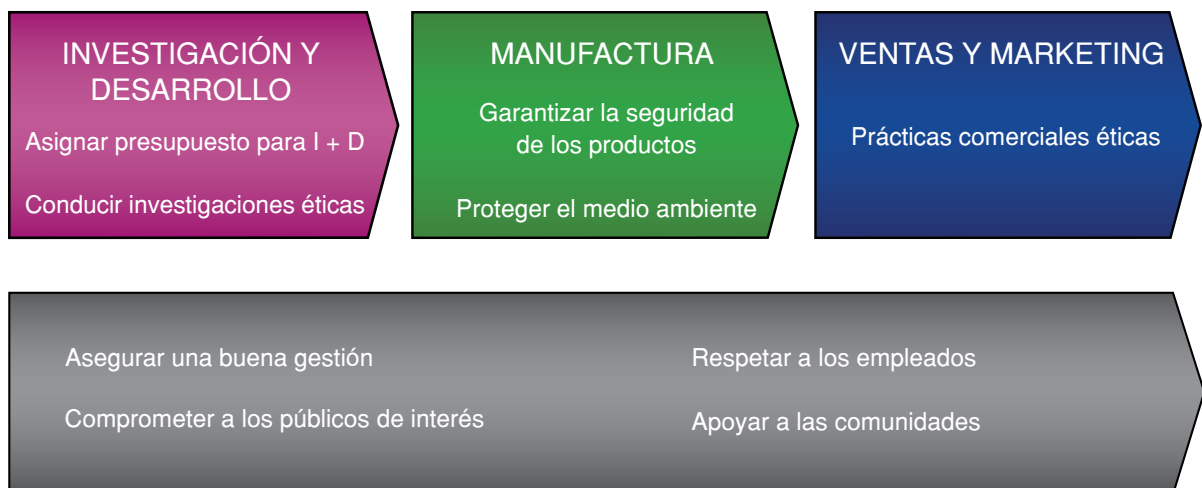 INVESTIGACIÓN Y
DESARROLLO
Asignar presupuesto para I + D
Conducir investigaciones éticas
MANUFACTURA
Garantizar la seguridad
de los productos
Proteger el medio ambiente
VENTAS Y MARKETING
Prácticas comerciales éticas
Asegurar una buena gestión
Comprometer a los públicos de interés
Respetar a los empleados
Apoyar a las comunidades